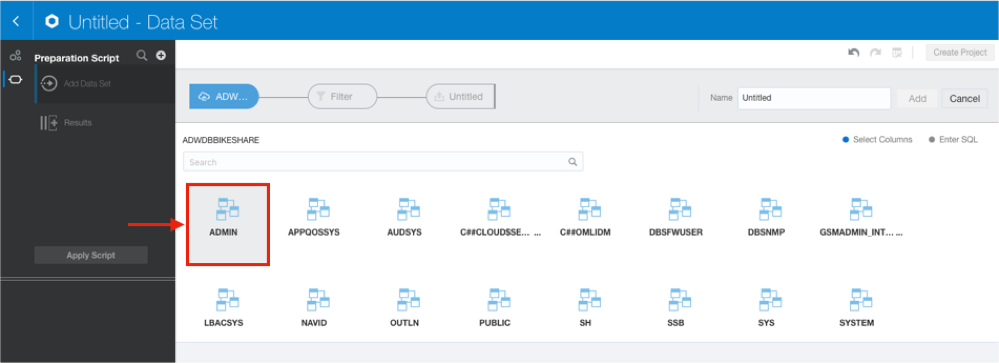 Untitled - Data Set
Preparation Script
Create Project
Add Data Set
ADW...
Filter
Untitled
Name
Untitled
Add
Cancel
Results
ADWDBBIKESHARE
Select Columns
Enter SQL
Search
ADMIN
APPQOSSYS
AUDSYS
C##CLOUD$SE... ...
C##OMLIDM
DBSFWUSER
DBSNMP
GSMADMIN_INT... ...
Apply Script
LBACSYS
NAVID
OUTLN
PUBLIC
SH
SSB
SYS
SYSTEM